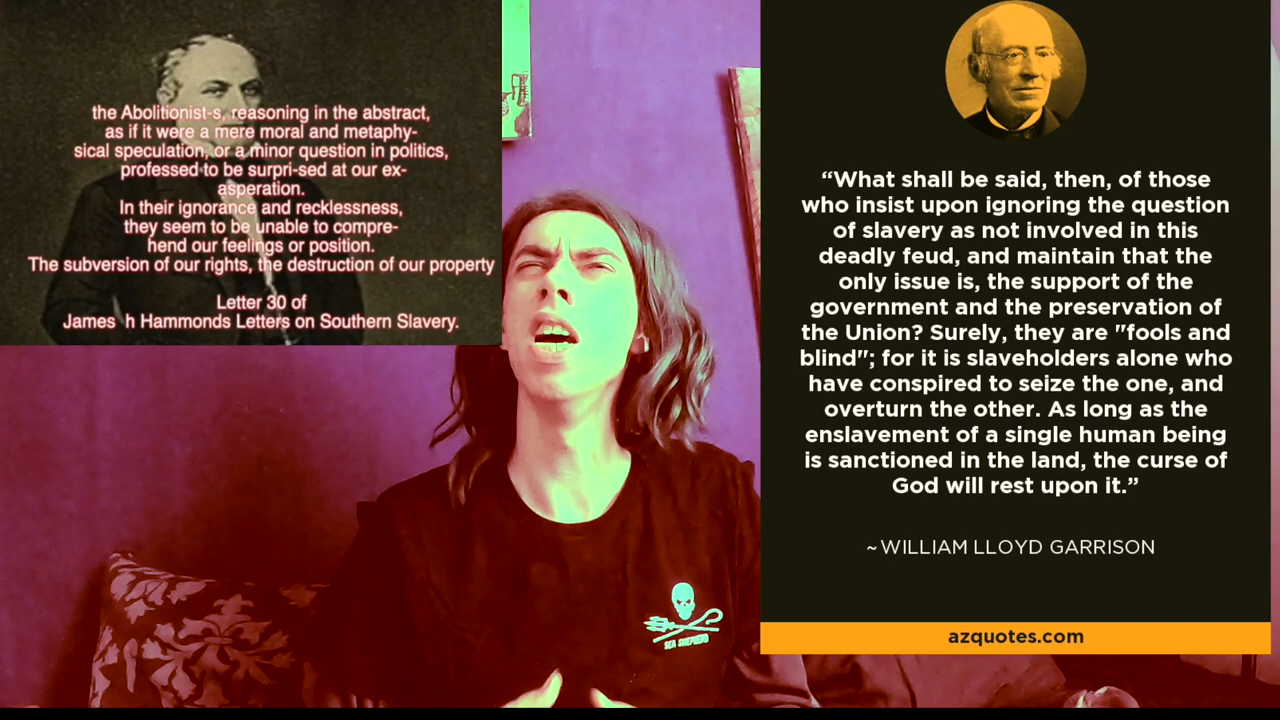 the Abolitionist-s, reasoning in the abstract,
as if it were a mere moral and metaphy-
sical speculation, or a minor question in politics,
professed to be surpri-sed at our ex-
asperation.
In their ignorance and recklessness,
they seem to be unable to compre-
hend our feelings or position.
The subversion of our rights, the destruction of our property
Letter 30 of
James h Hammonds Letters on Southern Slavery.
“What shall be said, then, of those
who insist upon ignoring the question
of slavery as not involved in this
deadly feud, and maintain that the
only issue is, the support of the
government and the preservation of
the Union? Surely, they are "fools and
blind"; for it is slaveholders alone who
have conspired to seize the one, and
overturn the other. As long as the
enslavement of a single human being
is sanctioned in the land, the curse of
God will rest upon it.”
~ WILLIAM LLOYD GARRISON
azquotes.com
SEA SHEPHERD